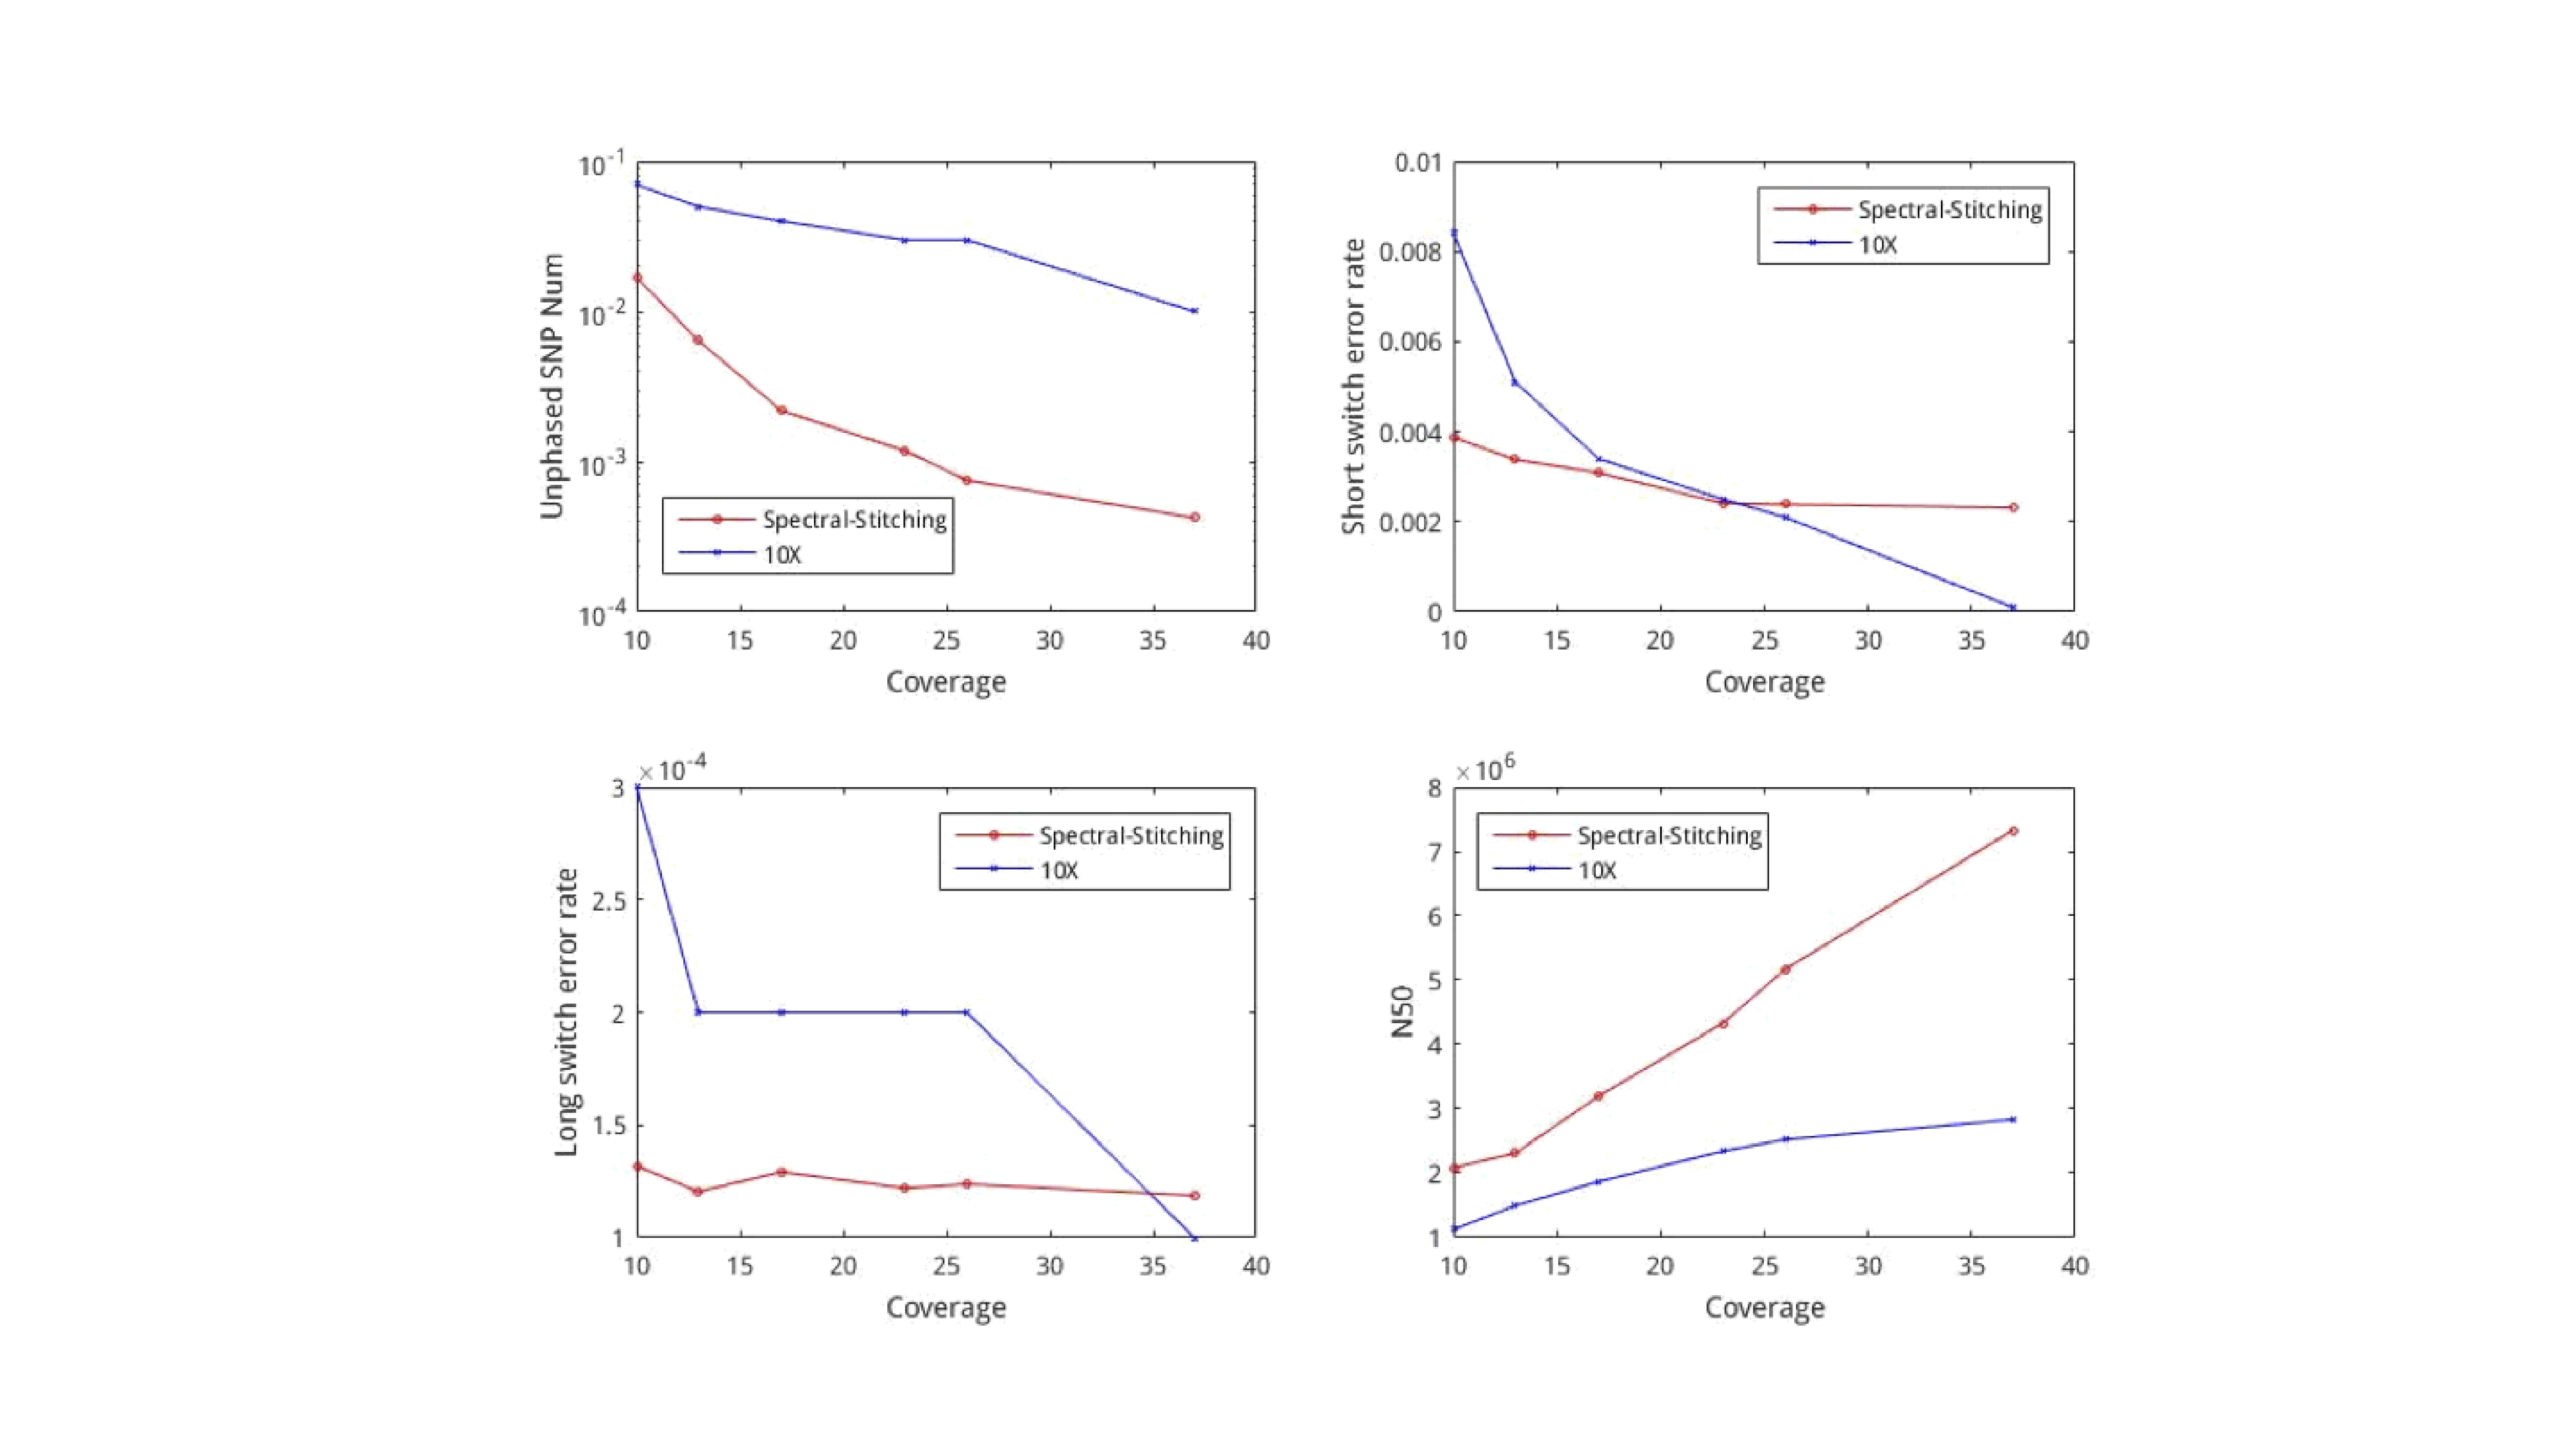 10^-1
10^-2
10^-3
10^-4
Unphased SNP Num
Spectral-Stitching
10X
10 15 20 25 30 35 40
Coverage
0.01
0.008
0.006
0.004
0.002
0
Short switch error rate
Spectral-Stitching
10X
10 15 20 25 30 35 40
Coverage
×10^-4
3
2.5
2
1.5
1
Long switch error rate
Spectral-Stitching
10X
10 15 20 25 30 35 40
Coverage
×10^6
8
7
6
5
4
3
2
1
N50
Spectral-Stitching
10X
10 15 20 25 30 35 40
Coverage